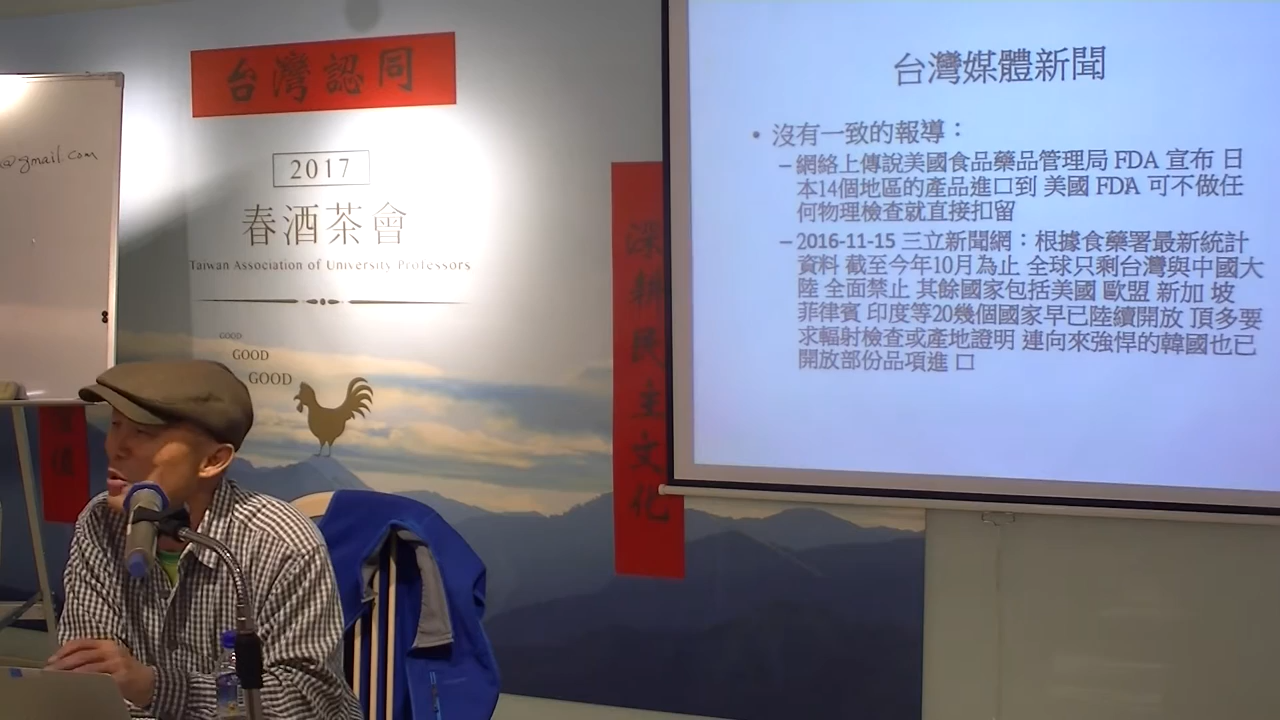 台灣認同
@gmail.com
2017
春酒茶會
Taiwan Association of University Professors
GOOD
GOOD
GOOD
深耕民主文化
台灣媒體新聞
• 沒有一致的報導：
–網絡上傳說美國食品藥品管理局 FDA 宣布 日
本14個地區的產品進口到 美國 FDA 可不做任
何物理檢查就直接扣留
–2016-11-15 三立新聞網：根據食藥署最新統計
資料 截至今年10月為止 全球只剩台灣與中國大
陸 全面禁止 其餘國家包括美國 歐盟 新加 坡
菲律賓 印度等20幾個國家早已陸續開放 頂多要
求輻射檢查或產地證明 連向來強悍的韓國也已
開放部份品項進 口